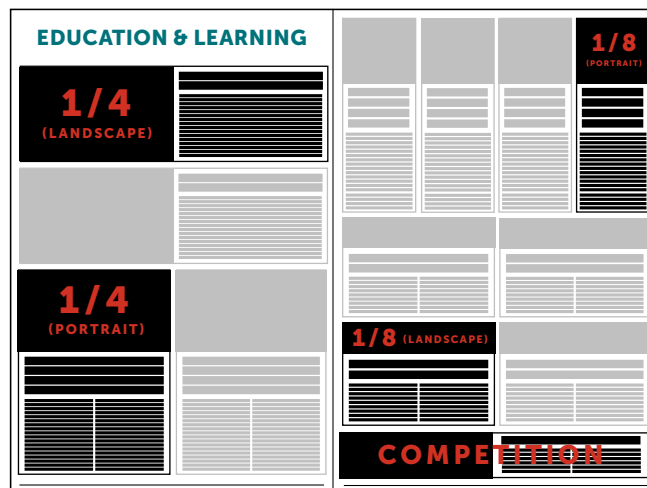 EDUCATION & LEARNING
1/4
(LANDSCAPE)
1/4
(PORTRAIT)
1/8
(PORTRAIT)
1/8 (LANDSCAPE)
COMPETITION